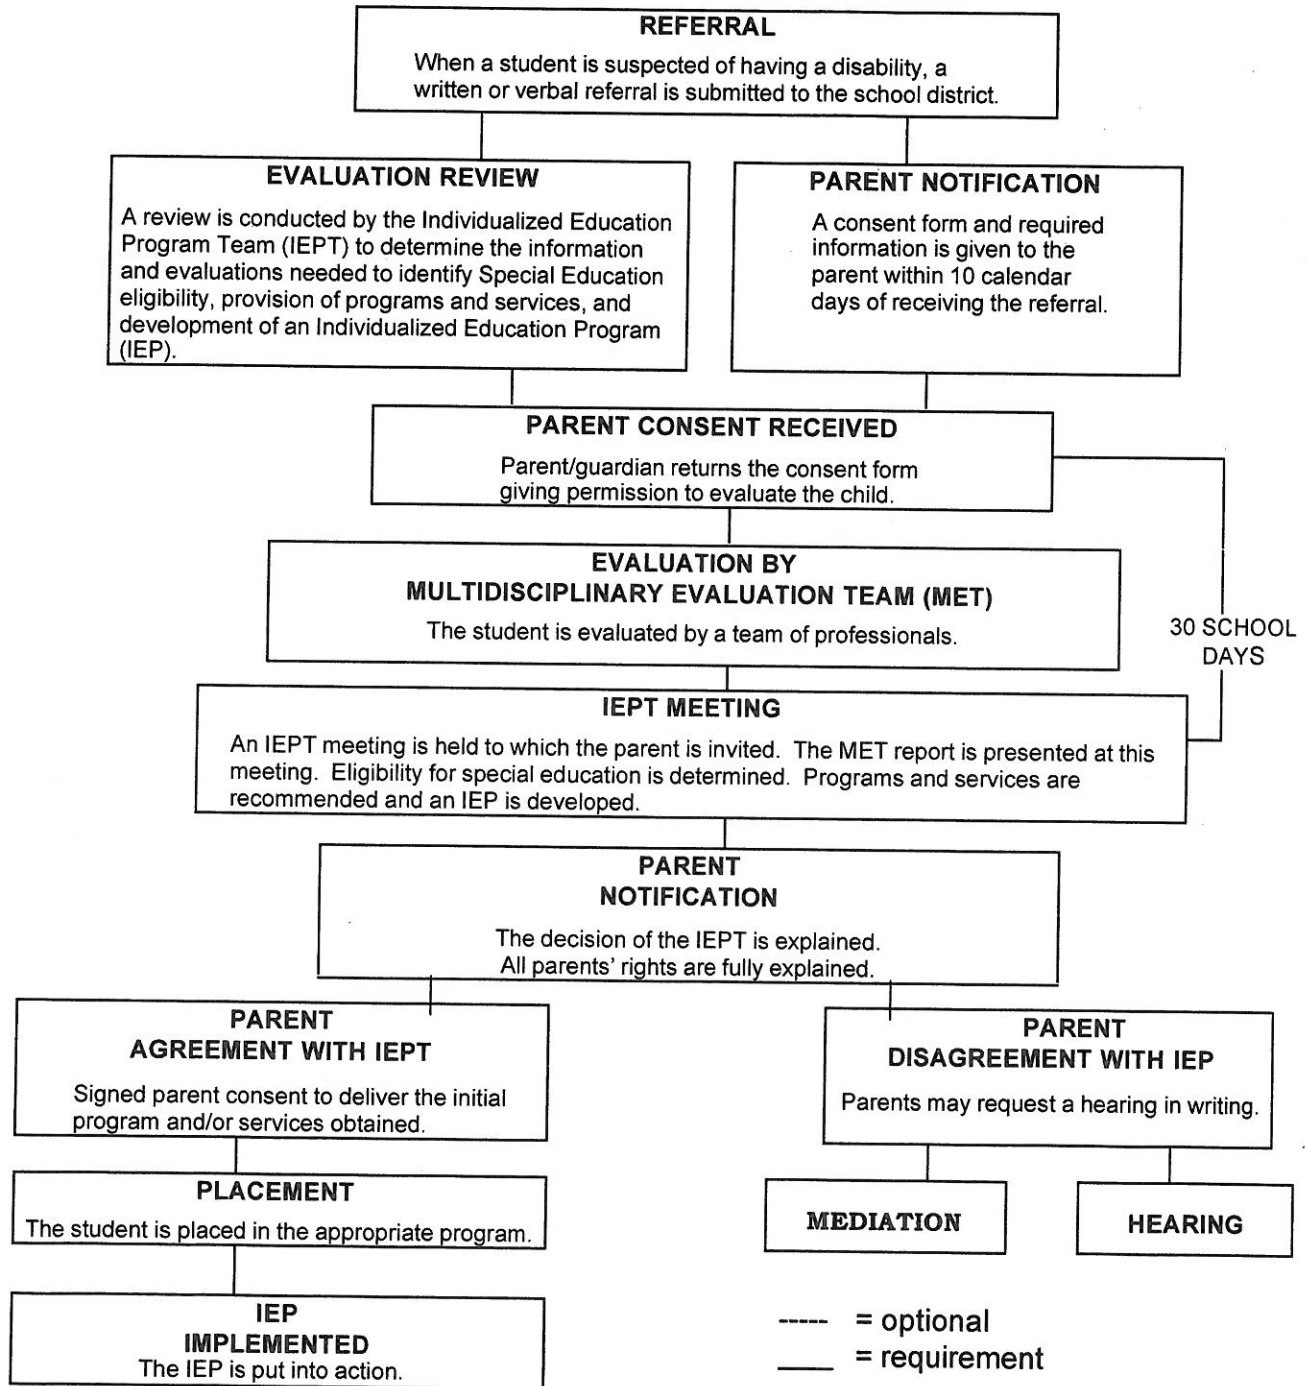 REFERRAL
When a student is suspected of having a disability, a
written or verbal referral is submitted to the school district.
EVALUATION REVIEW
A review is conducted by the Individualized Education
Program Team (IEPT) to determine the information
and evaluations needed to identify Special Education
eligibility, provision of programs and services, and
development of an Individualized Education Program
(IEP).
PARENT NOTIFICATION
A consent form and required
information is given to the
parent within 10 calendar
days of receiving the referral.
PARENT CONSENT RECEIVED
Parent/guardian returns the consent form
giving permission to evaluate the child.
EVALUATION BY
MULTIDISCIPLINARY EVALUATION TEAM (MET)
The student is evaluated by a team of professionals.
30 SCHOOL
DAYS
IEPT MEETING
An IEPT meeting is held to which the parent is invited. The MET report is presented at this
meeting. Eligibility for special education is determined. Programs and services are
recommended and an IEP is developed.
PARENT
NOTIFICATION
The decision of the IEPT is explained.
All parents' rights are fully explained.
PARENT
AGREEMENT WITH IEPT
Signed parent consent to deliver the initial
program and/or services obtained.
PARENT
DISAGREEMENT WITH IEP
Parents may request a hearing in writing.
PLACEMENT
The student is placed in the appropriate program.
MEDIATION
HEARING
IEP
IMPLEMENTED
The IEP is put into action.
----- = optional
___ = requirement